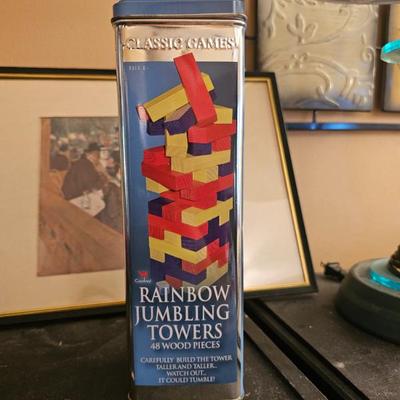 CLASSIC GAMES
Cardinal
RAINBOW
JUMBLING
TOWERS
48 WOOD PIECES
CAREFULLY BUILD THE TOWER
TALLER AND TALLER..
WATCH OUT...
IT COULD TUMBLE!